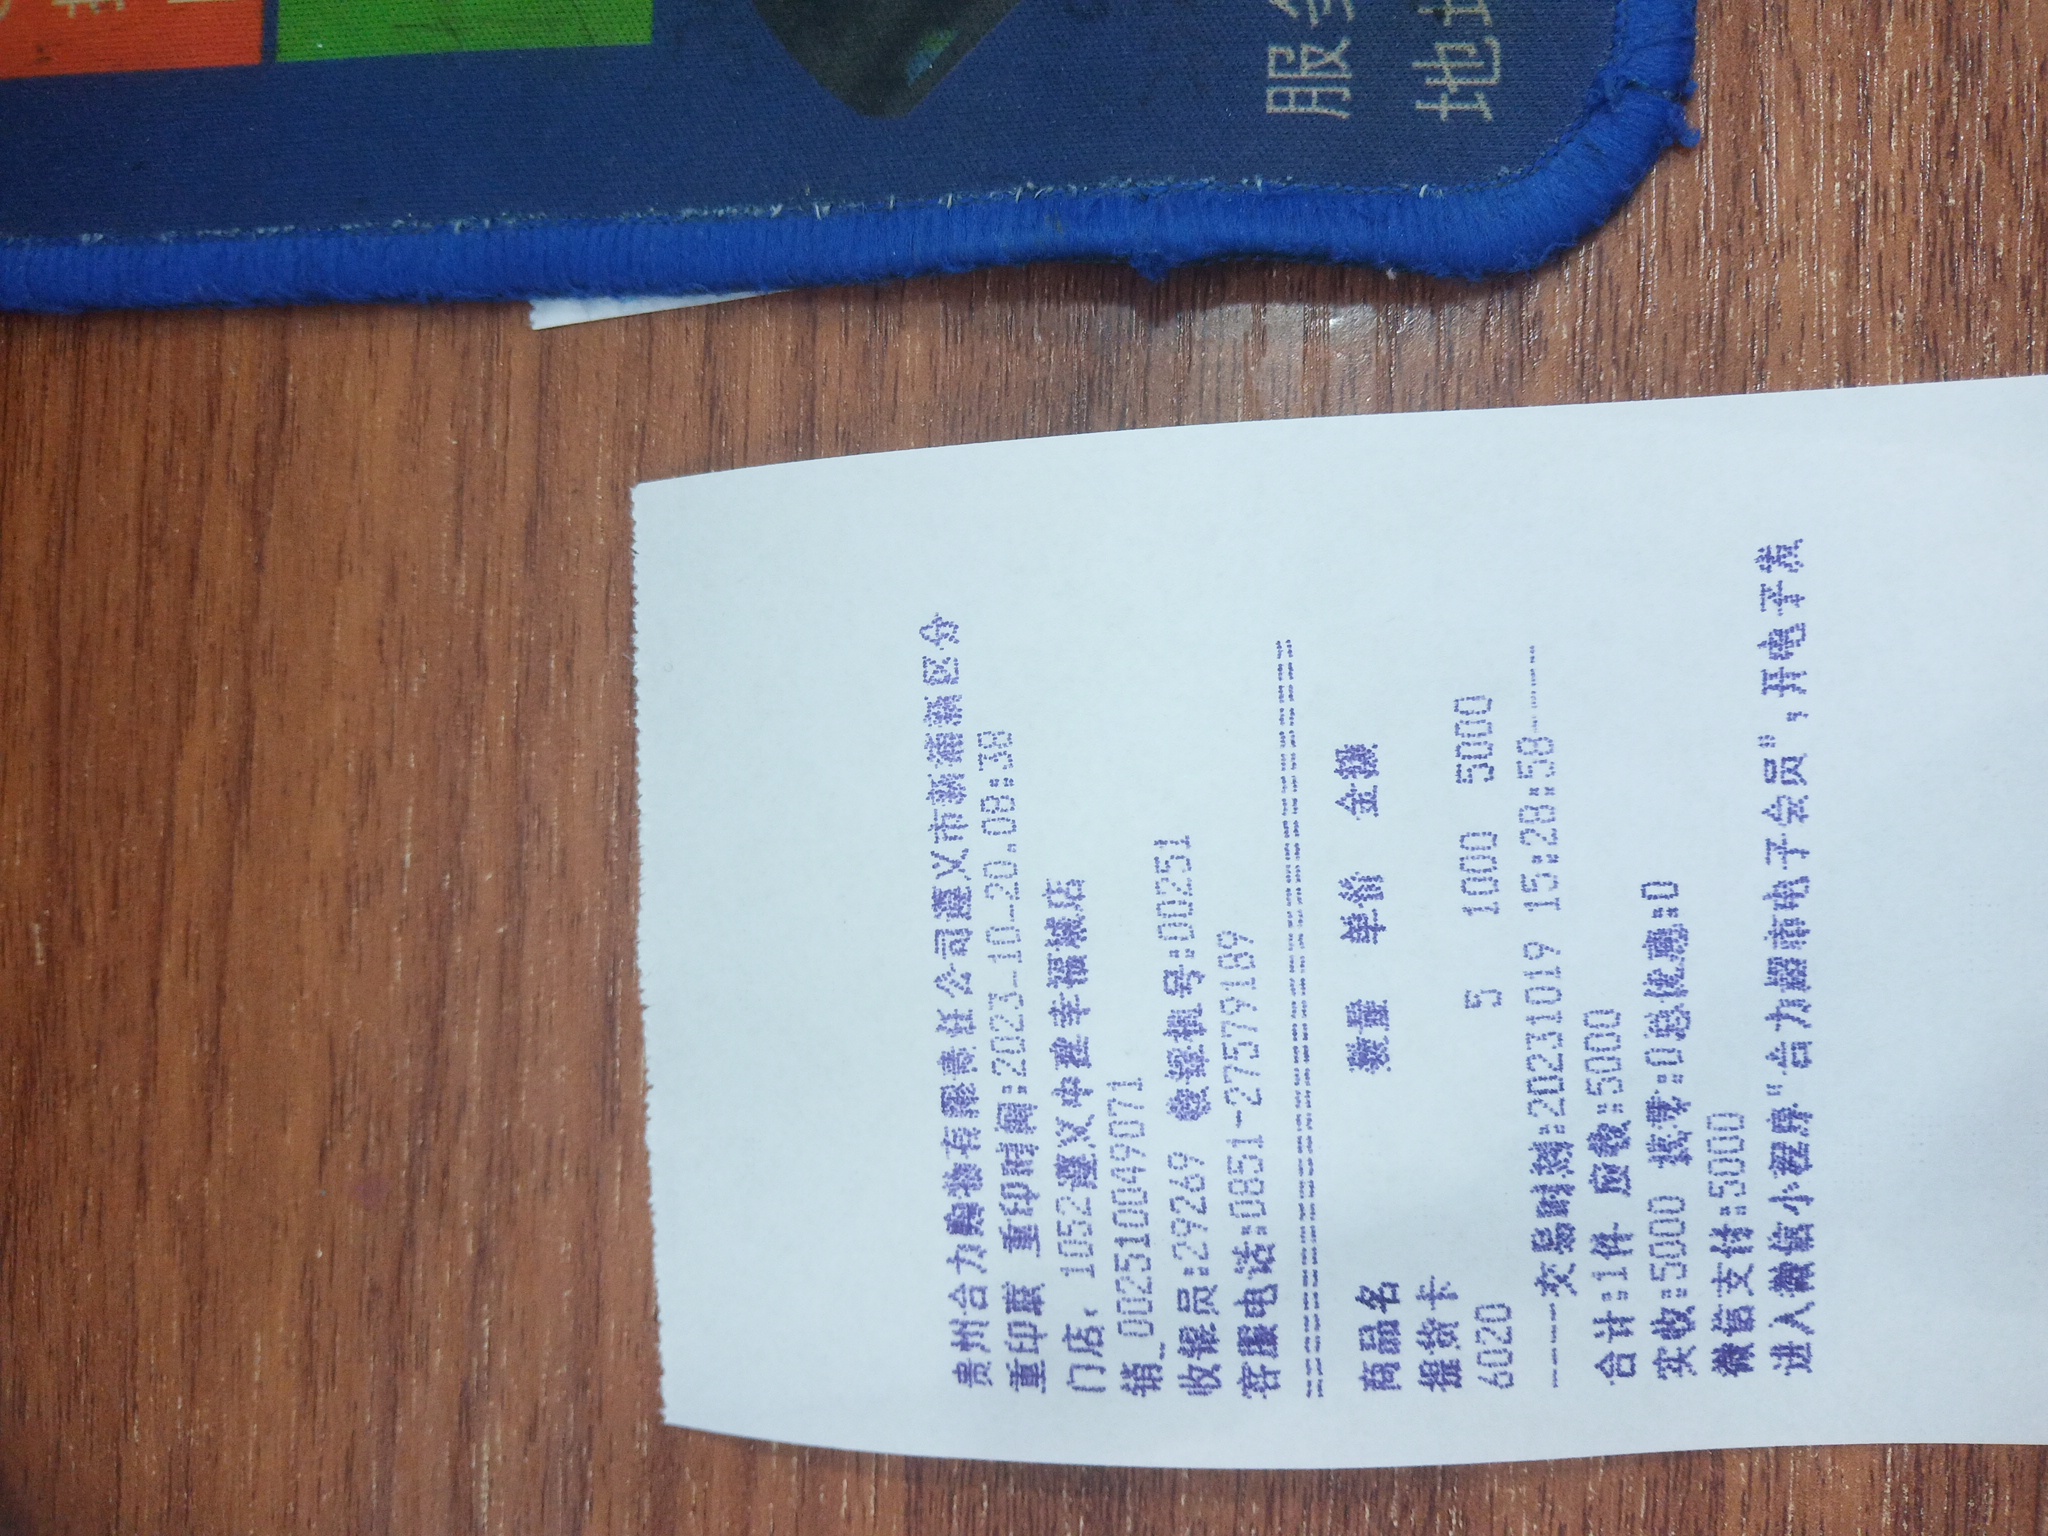 服务
地址
贵州合力购物有限责任公司遵义市新蒲新区分
重印联 重印时间:2023-10-20.08:38
门店: 1052遵义中建幸福城店
销_002510049071
收银员:29269 收银机号:00251
客服电话:0851-27579189
================================
商品名 数量 单价 金额
提货卡
6020 5 1000 5000
-----交易时刻:20231019 15:28:58-----
合计:1件 应收:5000
实收:5000 找零:0总优惠:0
微信支付:5000
进入微信小程序"合力超市电子会员",开电子发